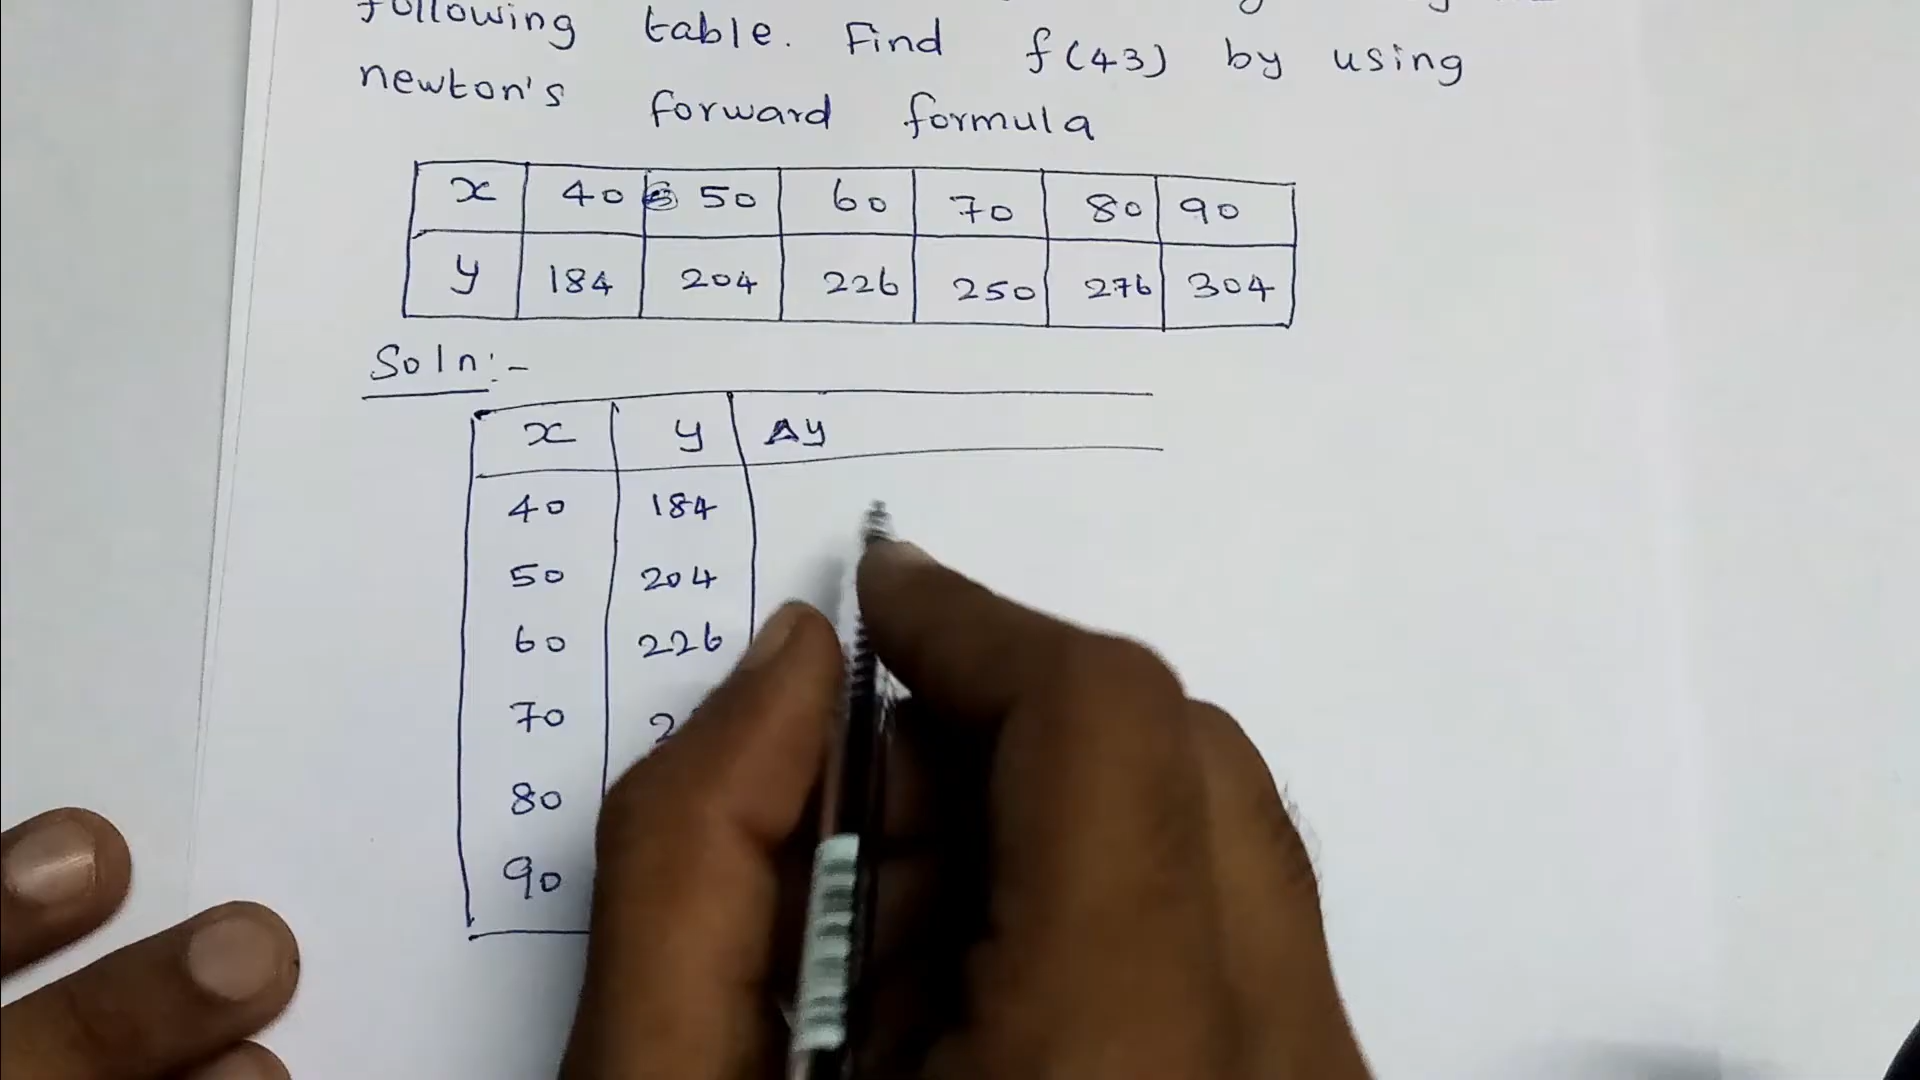 following table. Find f(43) by using
newton's forward formula
x 40 50 60 70 80 90
y 184 204 226 250 276 304
Soln:-
x y Δy
40 184
50 204
60 226
70 2
80
90